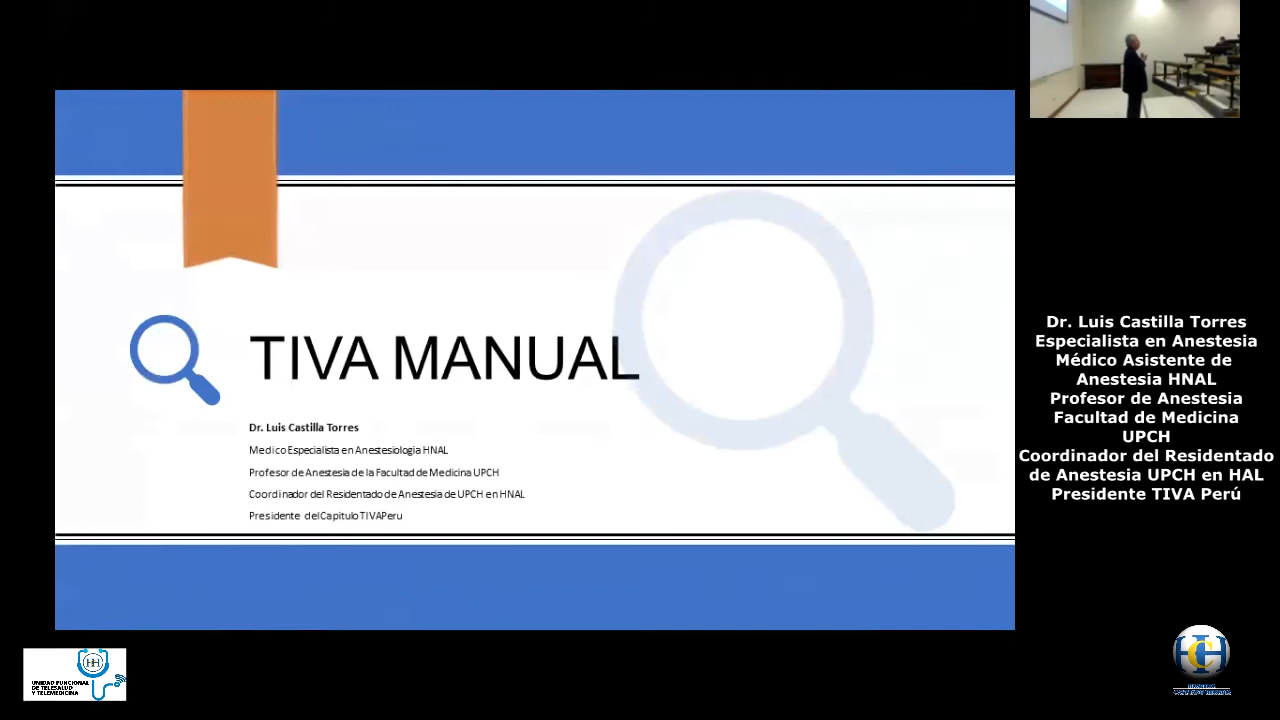 TIVA MANUAL
Dr. Luis Castilla Torres
Medico Especialista en Anestesiologia HNAL
Profesor de Anestesia de la Facultad de Medicina UPCH
Coordinador del Residentado de Anestesia de UPCH en HNAL
Presidente del Capitulo TIVAPeru
Dr. Luis Castilla Torres
Especialista en Anestesia
Médico Asistente de
Anestesia HNAL
Profesor de Anestesia
Facultad de Medicina
UPCH
Coordinador del Residentado
de Anestesia UPCH en HAL
Presidente TIVA Perú
HH
UNIDAD FUNCIONAL
DE TELESALUD
Y TELEMEDICINA
HCH